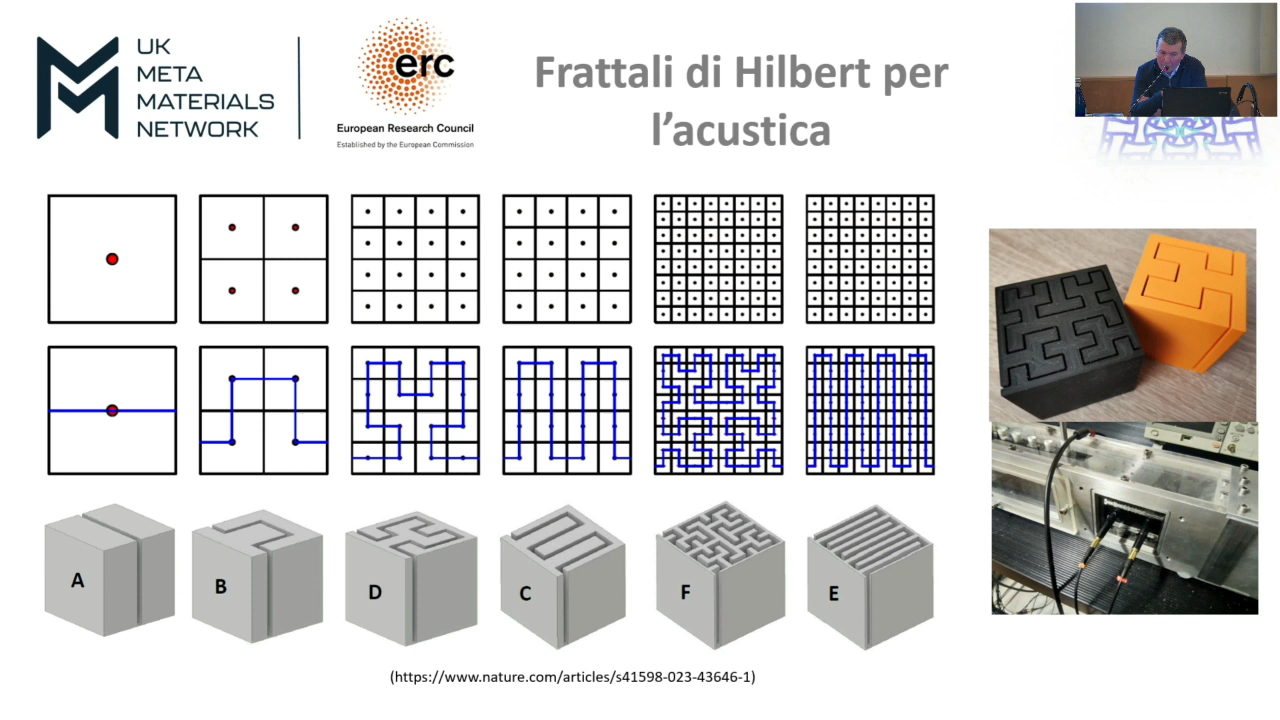 UK
META
MATERIALS
NETWORK
erc
European Research Council
Established by the European Commission
Frattali di Hilbert per
l’acustica
A
B
D
C
F
E
(https://www.nature.com/articles/s41598-023-43646-1)